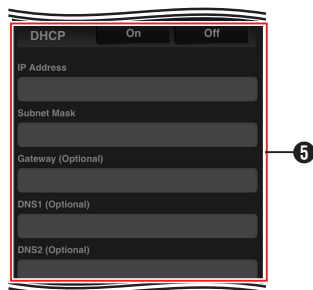 DHCP On Off
IP Address
Subnet Mask
Gateway (Optional)
DNS1 (Optional)
DNS2 (Optional)
5